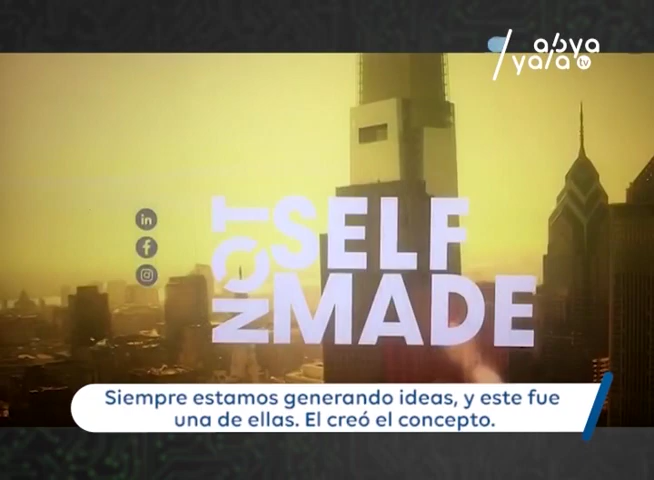 abya
yala tv
in
f
NOT
SELF
MADE
Siempre estamos generando ideas, y este fue
una de ellas. El creó el concepto.